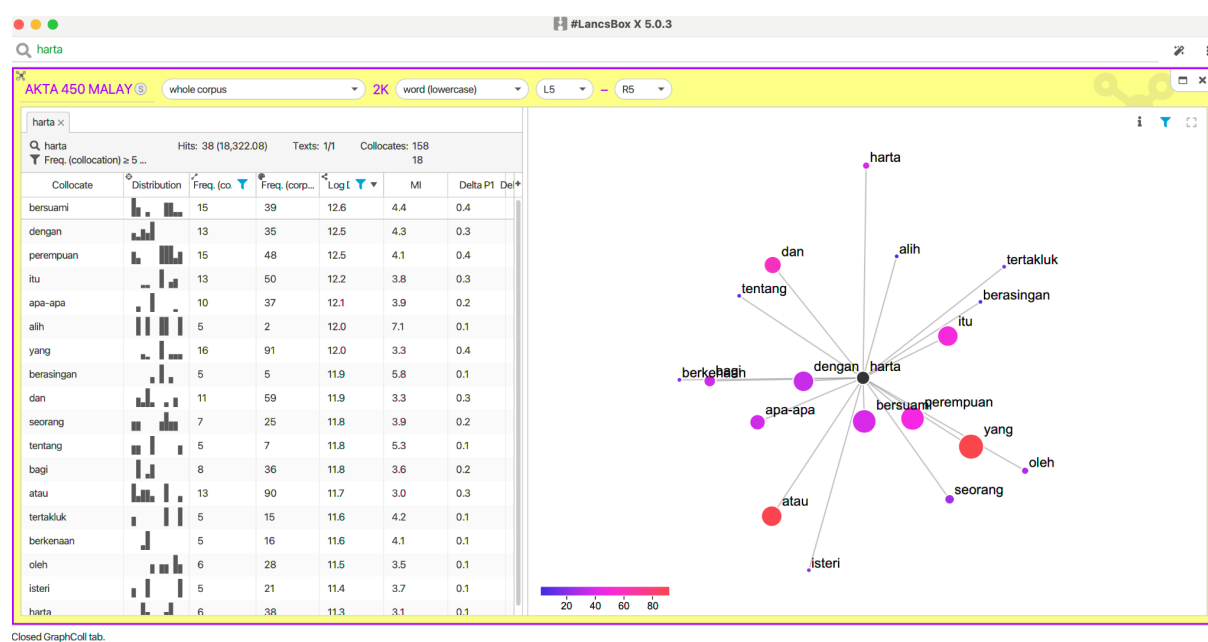 #LancsBox X 5.0.3
harta
AKTA 450 MALAY S whole corpus 2K word (lowercase) L5 – R5
harta ×
harta Hits: 38 (18,322.08) Texts: 1/1 Collocates: 158
Freq. (collocation) ≥ 5 ... 18
Collocate Distribution Freq. (co. Freq. (corp... Log D MI Delta P1 Del+
bersuami 15 39 12.6 4.4 0.4
dengan 13 35 12.5 4.3 0.3
perempuan 15 48 12.5 4.1 0.4
itu 13 50 12.2 3.8 0.3
apa-apa 10 37 12.1 3.9 0.2
alih 5 2 12.0 7.1 0.1
yang 16 91 12.0 3.3 0.4
berasingan 5 5 11.9 5.8 0.1
dan 11 59 11.9 3.3 0.3
seorang 7 25 11.8 3.9 0.2
tentang 5 7 11.8 5.3 0.1
bagi 8 36 11.8 3.6 0.2
atau 13 90 11.7 3.0 0.3
tertakluk 5 15 11.6 4.2 0.1
berkenaan 5 16 11.6 4.1 0.1
oleh 6 28 11.5 3.5 0.1
isteri 5 21 11.4 3.7 0.1
harta 6 38 11.3 3.1 0.1
i
harta
dan
alih
tertakluk
tentang
berasingan
itu
berkenaan
bagi
dengan
harta
apa-apa
bersuami
perempuan
yang
oleh
seorang
atau
isteri
20 40 60 80
Closed GraphColl tab.